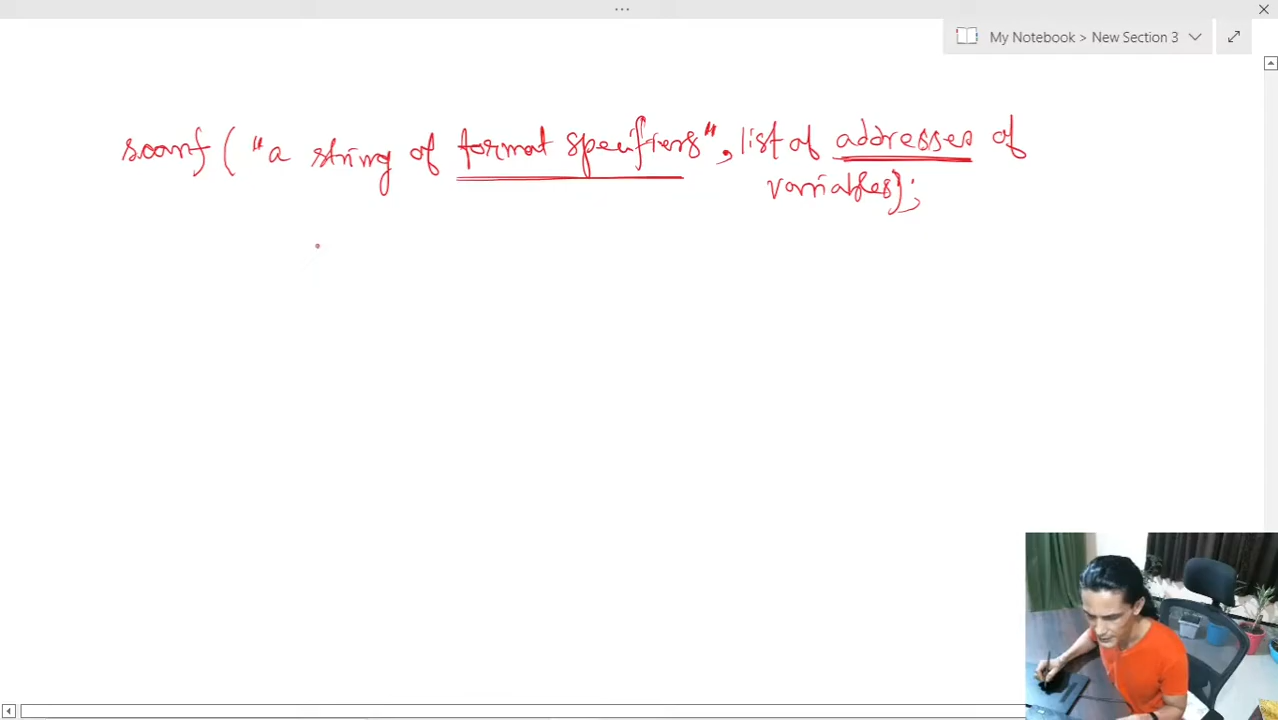 ...
My Notebook > New Section 3
scanf ( "a string of format specifiers", list of addresses of
variables);